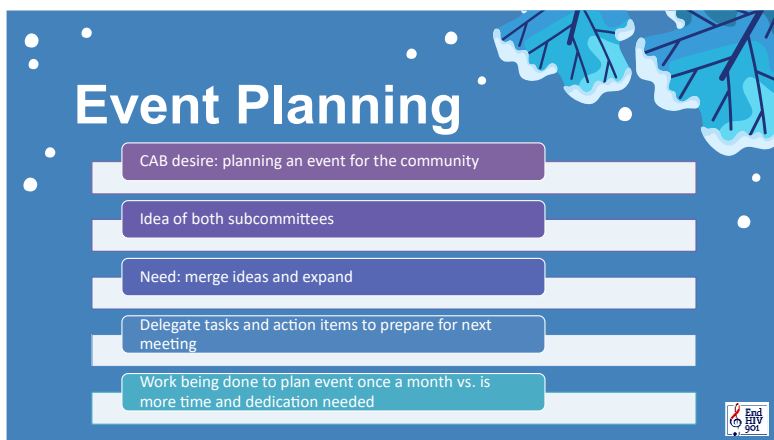 Event Planning
CAB desire: planning an event for the community
Idea of both subcommittees
Need: merge ideas and expand
Delegate tasks and action items to prepare for next
meeting
Work being done to plan event once a month vs. is
more time and dedication needed
End
HIV
901